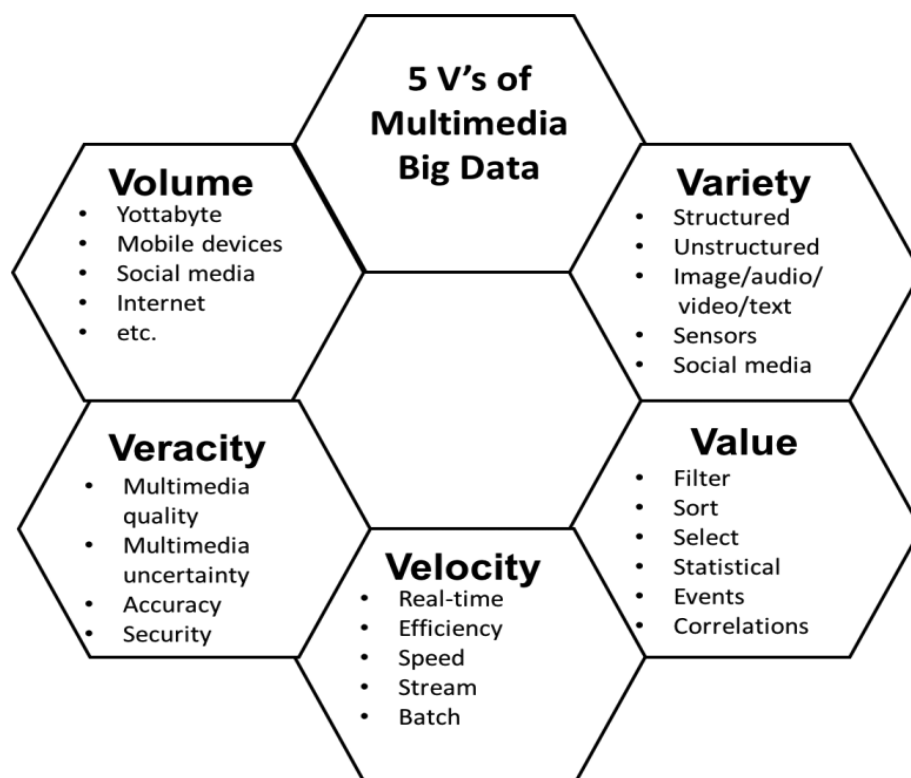 5 V’s of
Multimedia
Big Data
Volume
• Yottabyte
• Mobile devices
• Social media
• Internet
• etc.
Variety
• Structured
• Unstructured
• Image/audio/
video/text
• Sensors
• Social media
Veracity
• Multimedia
quality
• Multimedia
uncertainty
• Accuracy
• Security
Velocity
• Real-time
• Efficiency
• Speed
• Stream
• Batch
Value
• Filter
• Sort
• Select
• Statistical
• Events
• Correlations